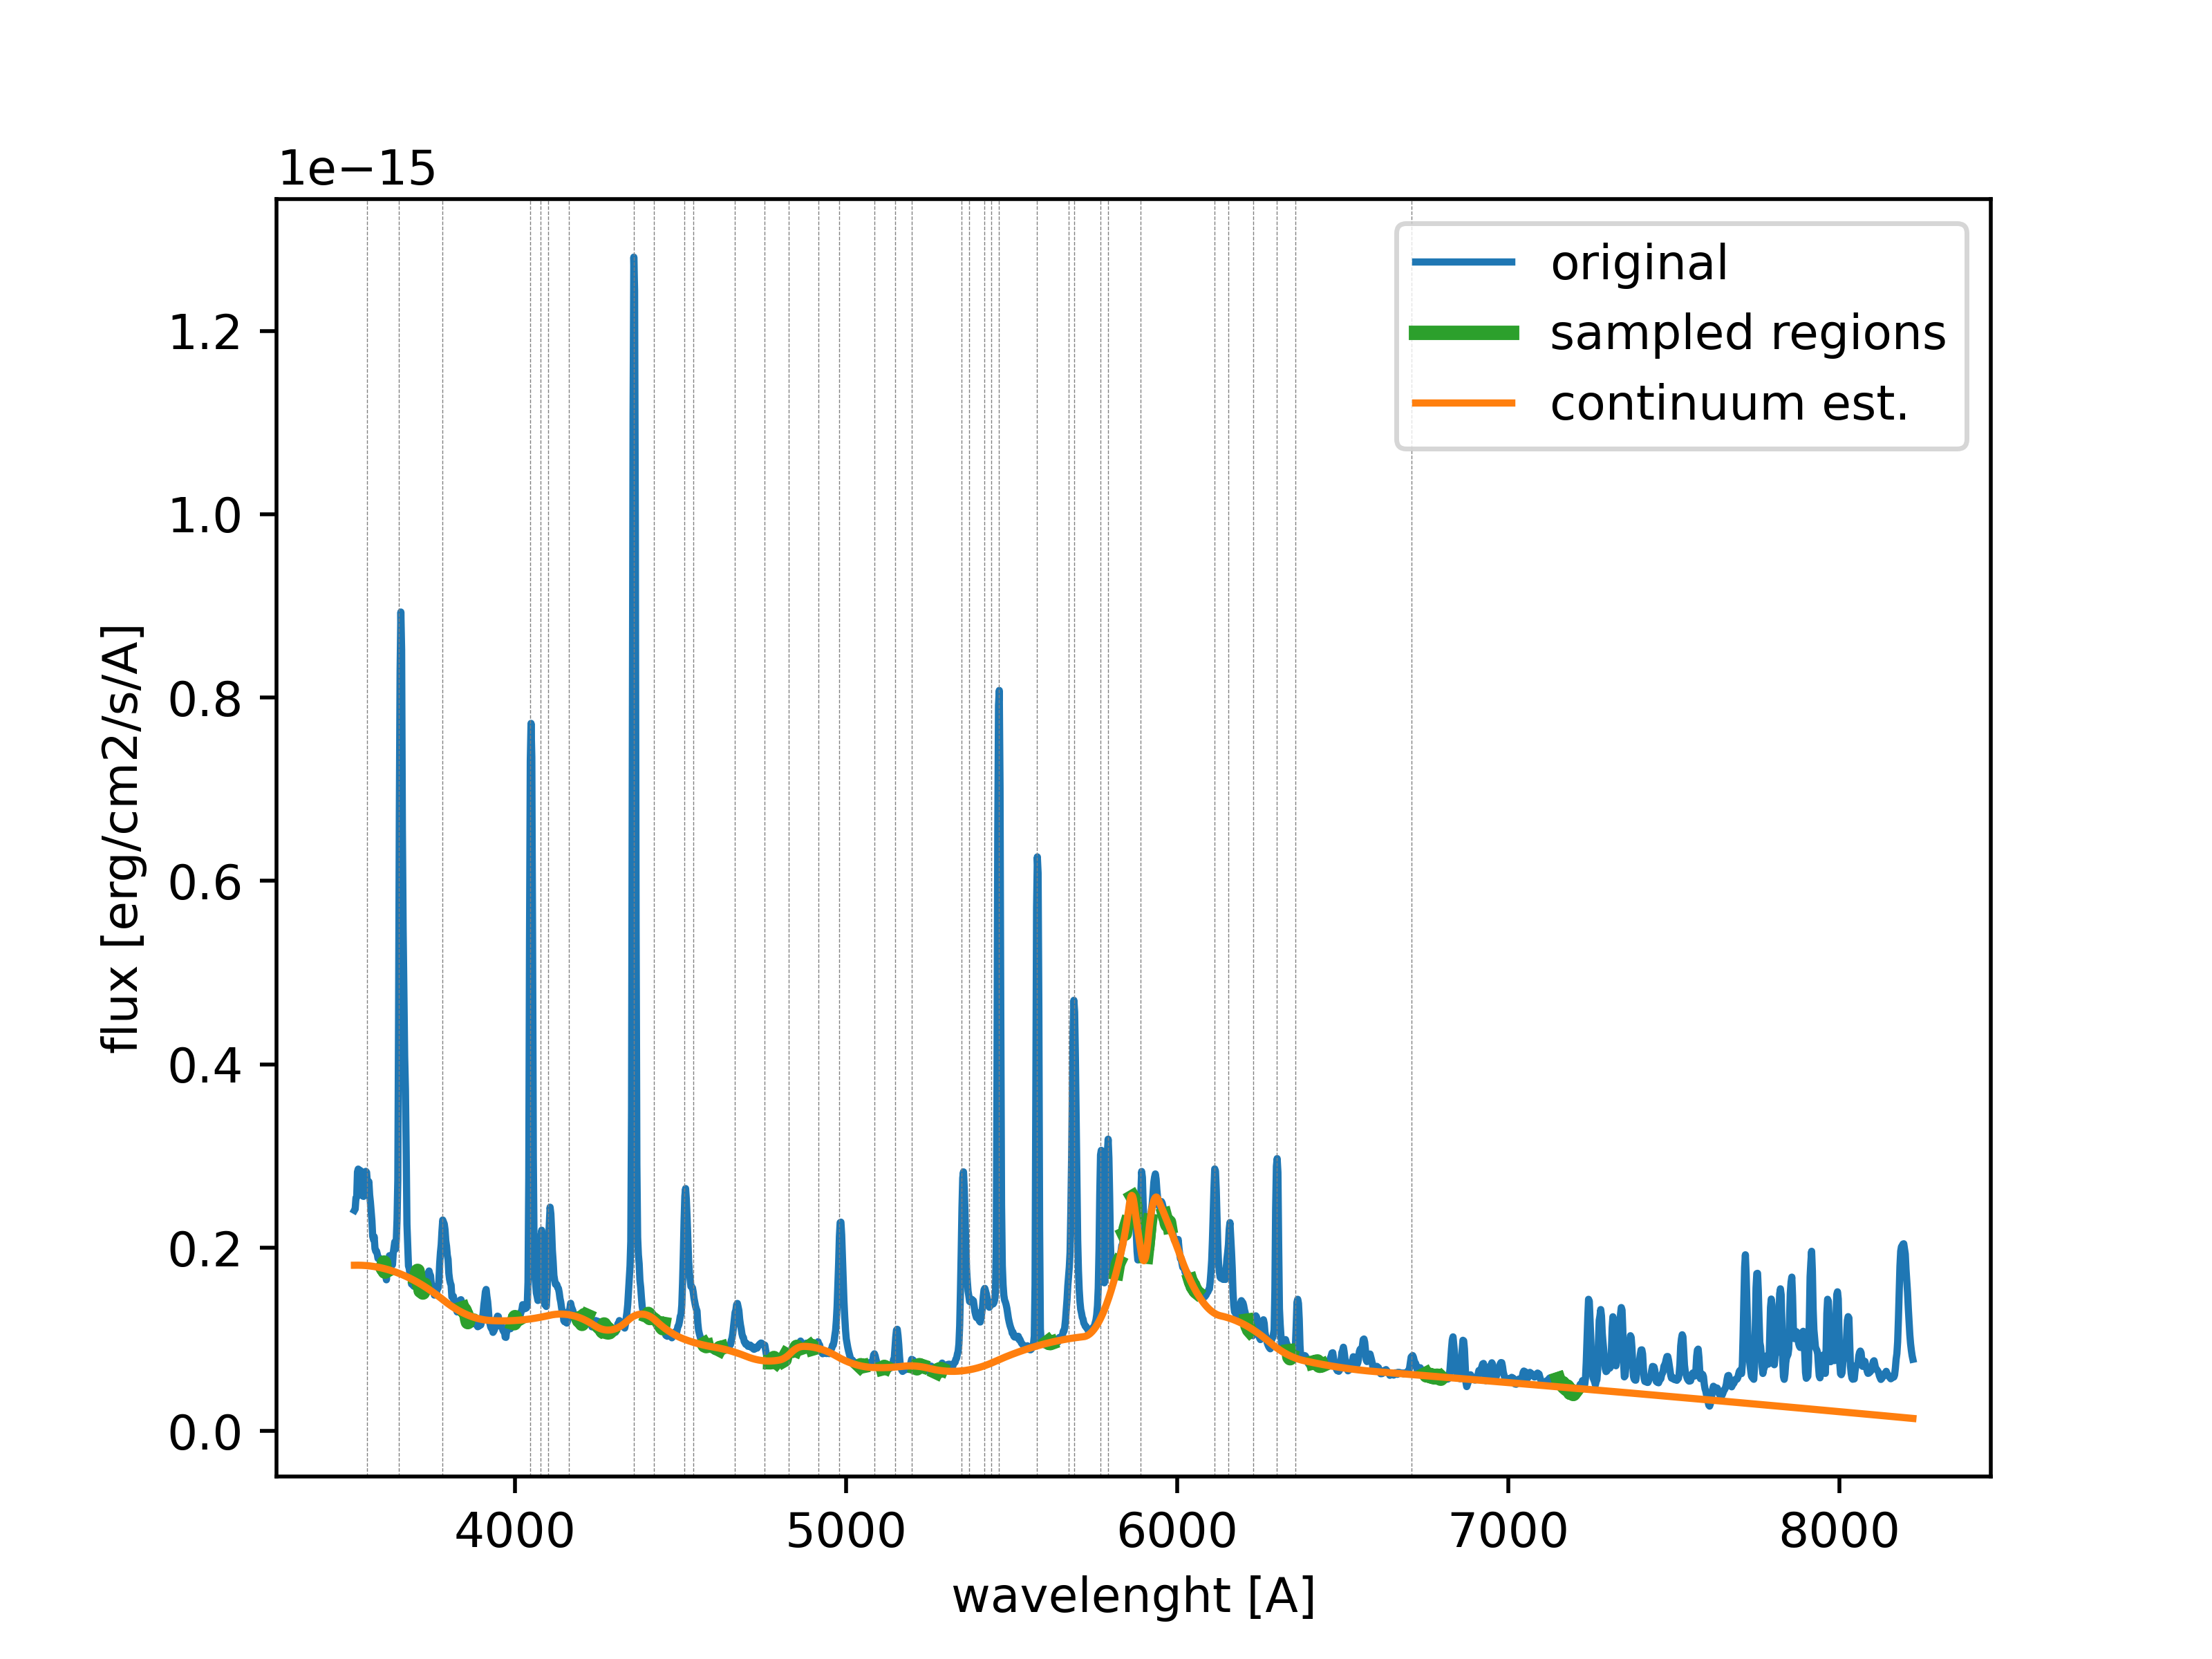 1e−15
original
sampled regions
continuum est.
1.2
1.0
0.8
0.6
0.4
0.2
0.0
flux [erg/cm2/s/A]
4000 5000 6000 7000 8000
wavelenght [A]